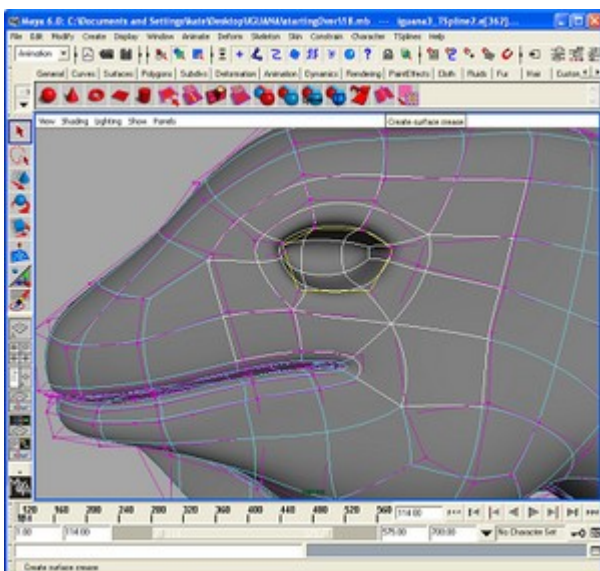 Maya 6.0: C:\Documents and Settings\kate\Desktop\IGUANA\startingOver\18.mb --- iguana3_TSpline2.e[362]...
File Edit Modify Create Display Window Animate Deform Skeleton Skin Constrain Character TSplines Help
Animation
General Curves Surfaces Polygons Subdivs Deformation Animation Dynamics Rendering PaintEffects Cloth Fluids Fur Hair Custom
View Shading Lighting Show Panels
Create surface crease
120 160 200 240 280 320 360 400 440 480 520 560 114.00
1.00 114.00 575.00 700.00 No Character Set
Create surface crease